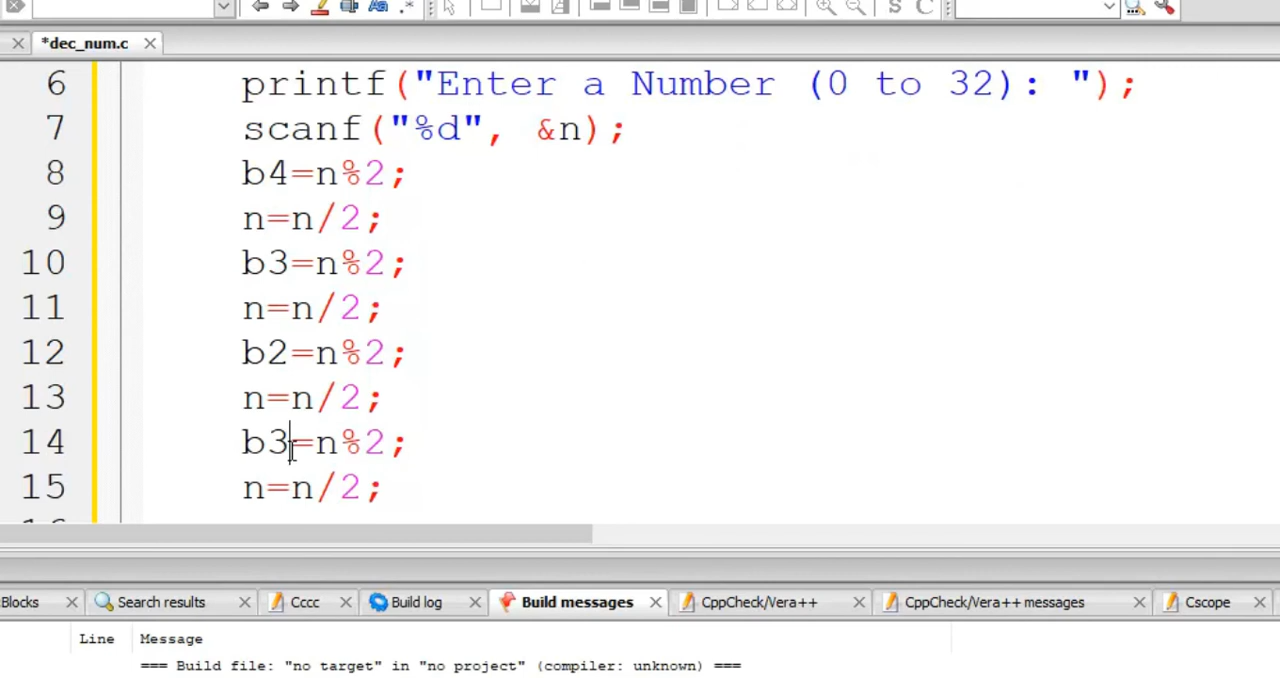 *dec_num.c
6 printf("Enter a Number (0 to 32): ");
7 scanf("%d", &n);
8 b4=n%2;
9 n=n/2;
10 b3=n%2;
11 n=n/2;
12 b2=n%2;
13 n=n/2;
14 b3=n%2;
15 n=n/2;
Blocks Search results Cccc Build log Build messages CppCheck/Vera++ CppCheck/Vera++ messages Cscope
Line Message
=== Build file: "no target" in "no project" (compiler: unknown) ===